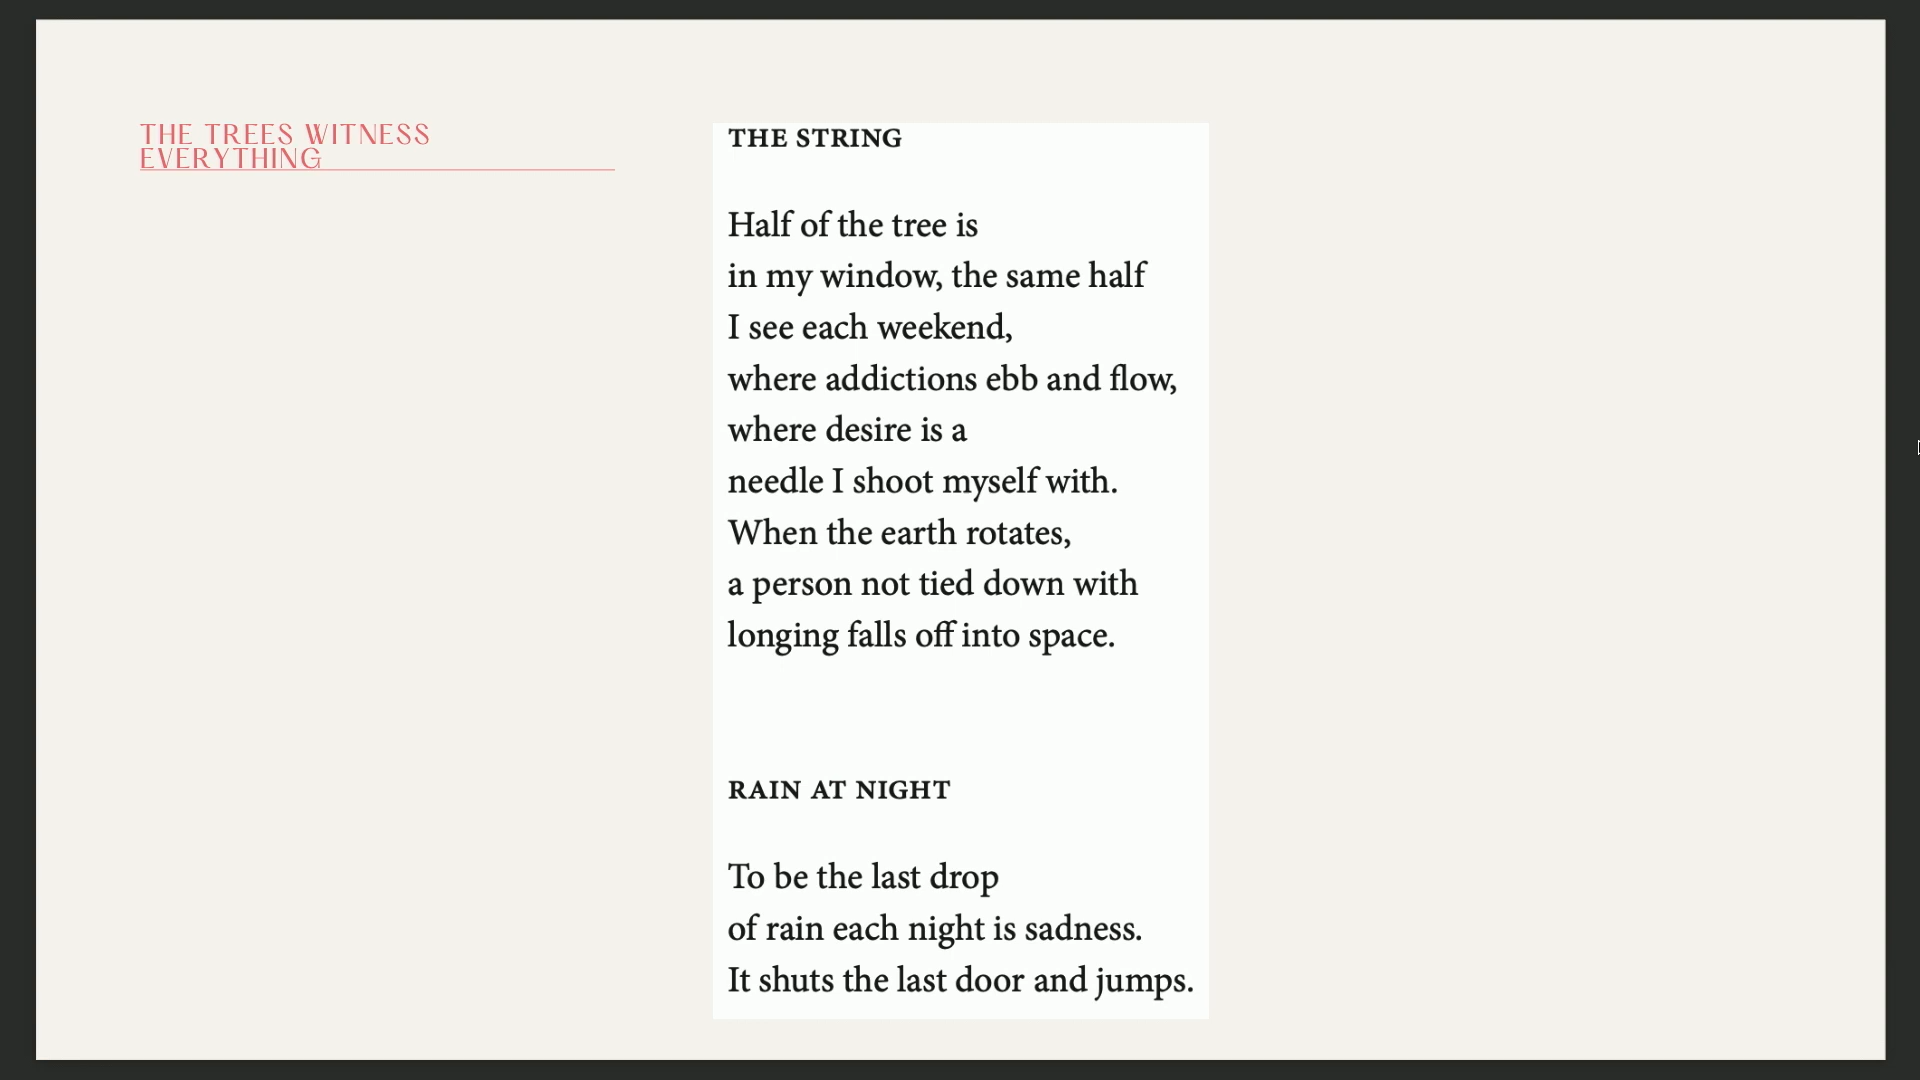 THE TREES WITNESS
EVERYTHING
THE STRING
Half of the tree is
in my window, the same half
I see each weekend,
where addictions ebb and flow,
where desire is a
needle I shoot myself with.
When the earth rotates,
a person not tied down with
longing falls off into space.
RAIN AT NIGHT
To be the last drop
of rain each night is sadness.
It shuts the last door and jumps.